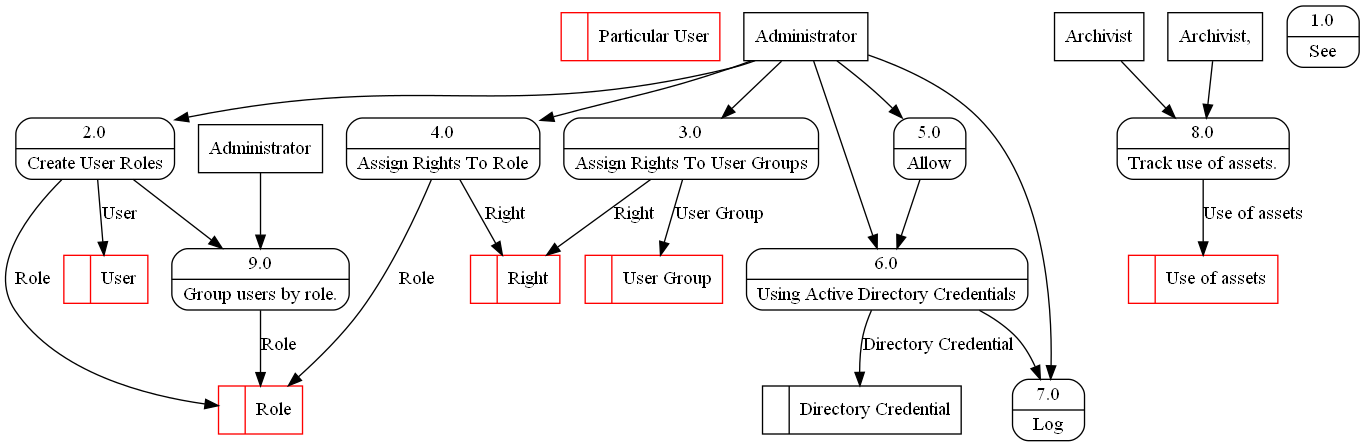 Particular User
Administrator
Archivist
Archivist,
1.0
See
2.0
Create User Roles
Administrator
4.0
Assign Rights To Role
3.0
Assign Rights To User Groups
5.0
Allow
8.0
Track use of assets.
User
Right
Right
User Group
Use of assets
Role
User
9.0
Group users by role.
Role
Right
User Group
6.0
Using Active Directory Credentials
Use of assets
Role
Directory Credential
Role
Directory Credential
7.0
Log